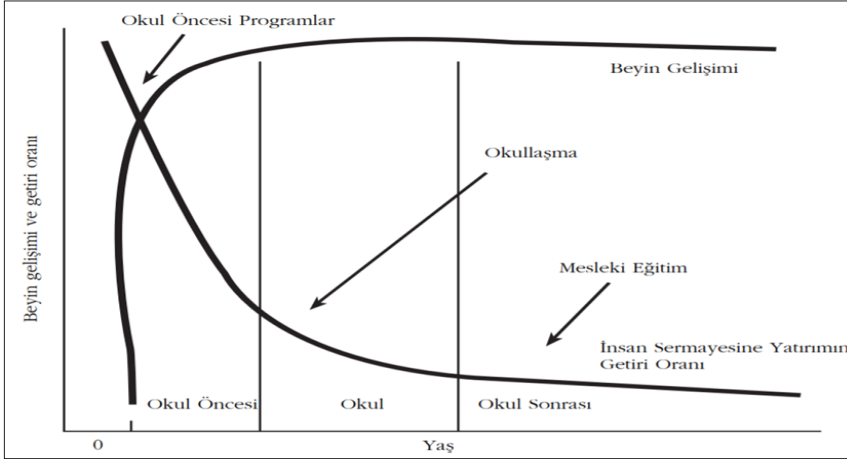 Okul Öncesi Programlar
Beyin Gelişimi
Okullaşma
Mesleki Eğitim
İnsan Sermayesine Yatırımın
Getiri Oranı
Beyin gelişimi ve getiri oranı
Okul Öncesi
Okul
Okul Sonrası
0
Yaş